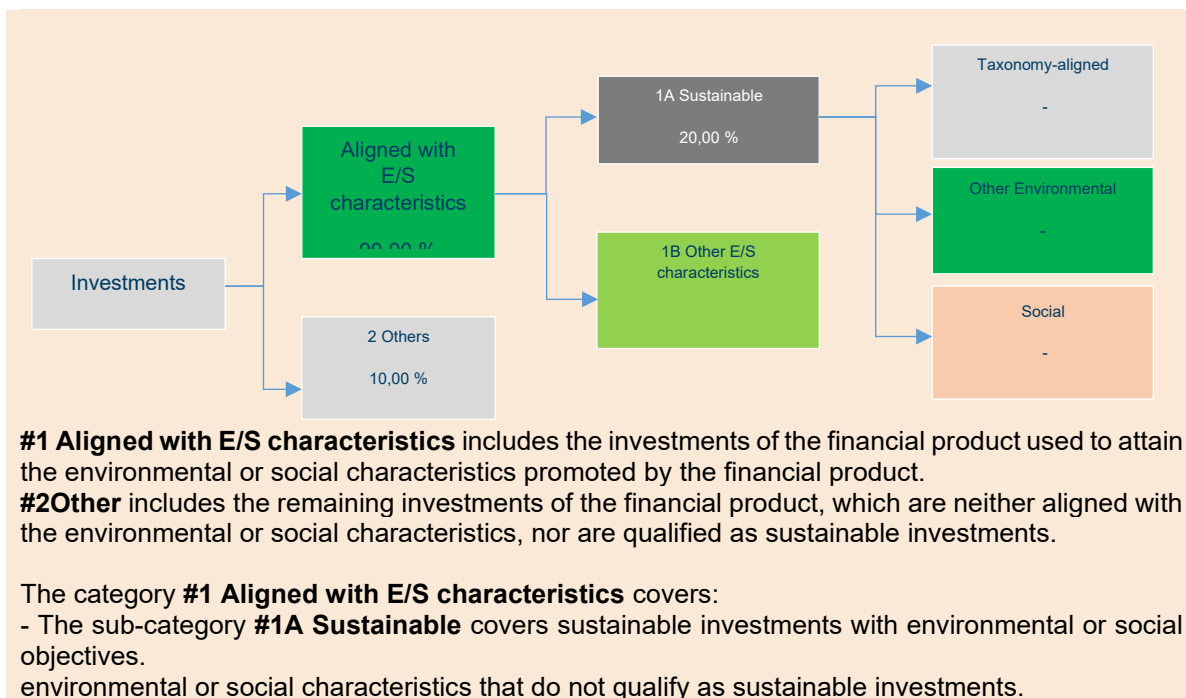 Taxonomy-aligned
-
1A Sustainable
20,00 %
Aligned with
E/S
characteristics
Other Environmental
-
1B Other E/S
characteristics
Investments
Social
-
2 Others
10,00 %
#1 Aligned with E/S characteristics includes the investments of the financial product used to attain
the environmental or social characteristics promoted by the financial product.
#2Other includes the remaining investments of the financial product, which are neither aligned with
the environmental or social characteristics, nor are qualified as sustainable investments.
The category #1 Aligned with E/S characteristics covers:
- The sub-category #1A Sustainable covers sustainable investments with environmental or social
objectives.
environmental or social characteristics that do not qualify as sustainable investments.